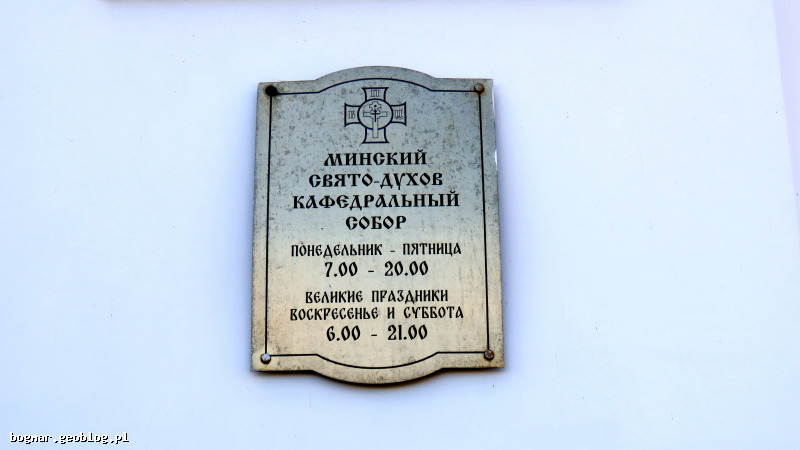 МИНСКИЙ
СВЯТО-ДУХОВ
КАФЕДРАЛЬНЫЙ
СОБОР
ПОНЕДЕЛЬНИК - ПЯТНИЦА
7.00 - 20.00
ВЕЛИКИЕ ПРАЗДНИКИ
ВОСКРЕСЕНЬЕ И СУББОТА
6.00 - 21.00
bognar.geoblog.pl